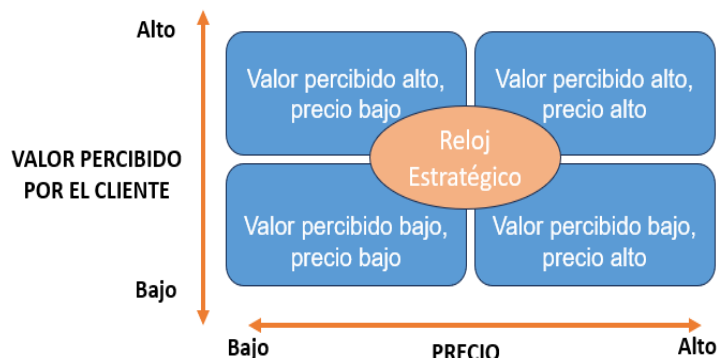 Alto
Valor percibido alto,
precio bajo
Valor percibido alto,
precio alto
VALOR PERCIBIDO
POR EL CLIENTE
Reloj
Estratégico
Valor percibido bajo,
precio bajo
Valor percibido bajo,
precio alto
Bajo
Bajo
PRECIO
Alto